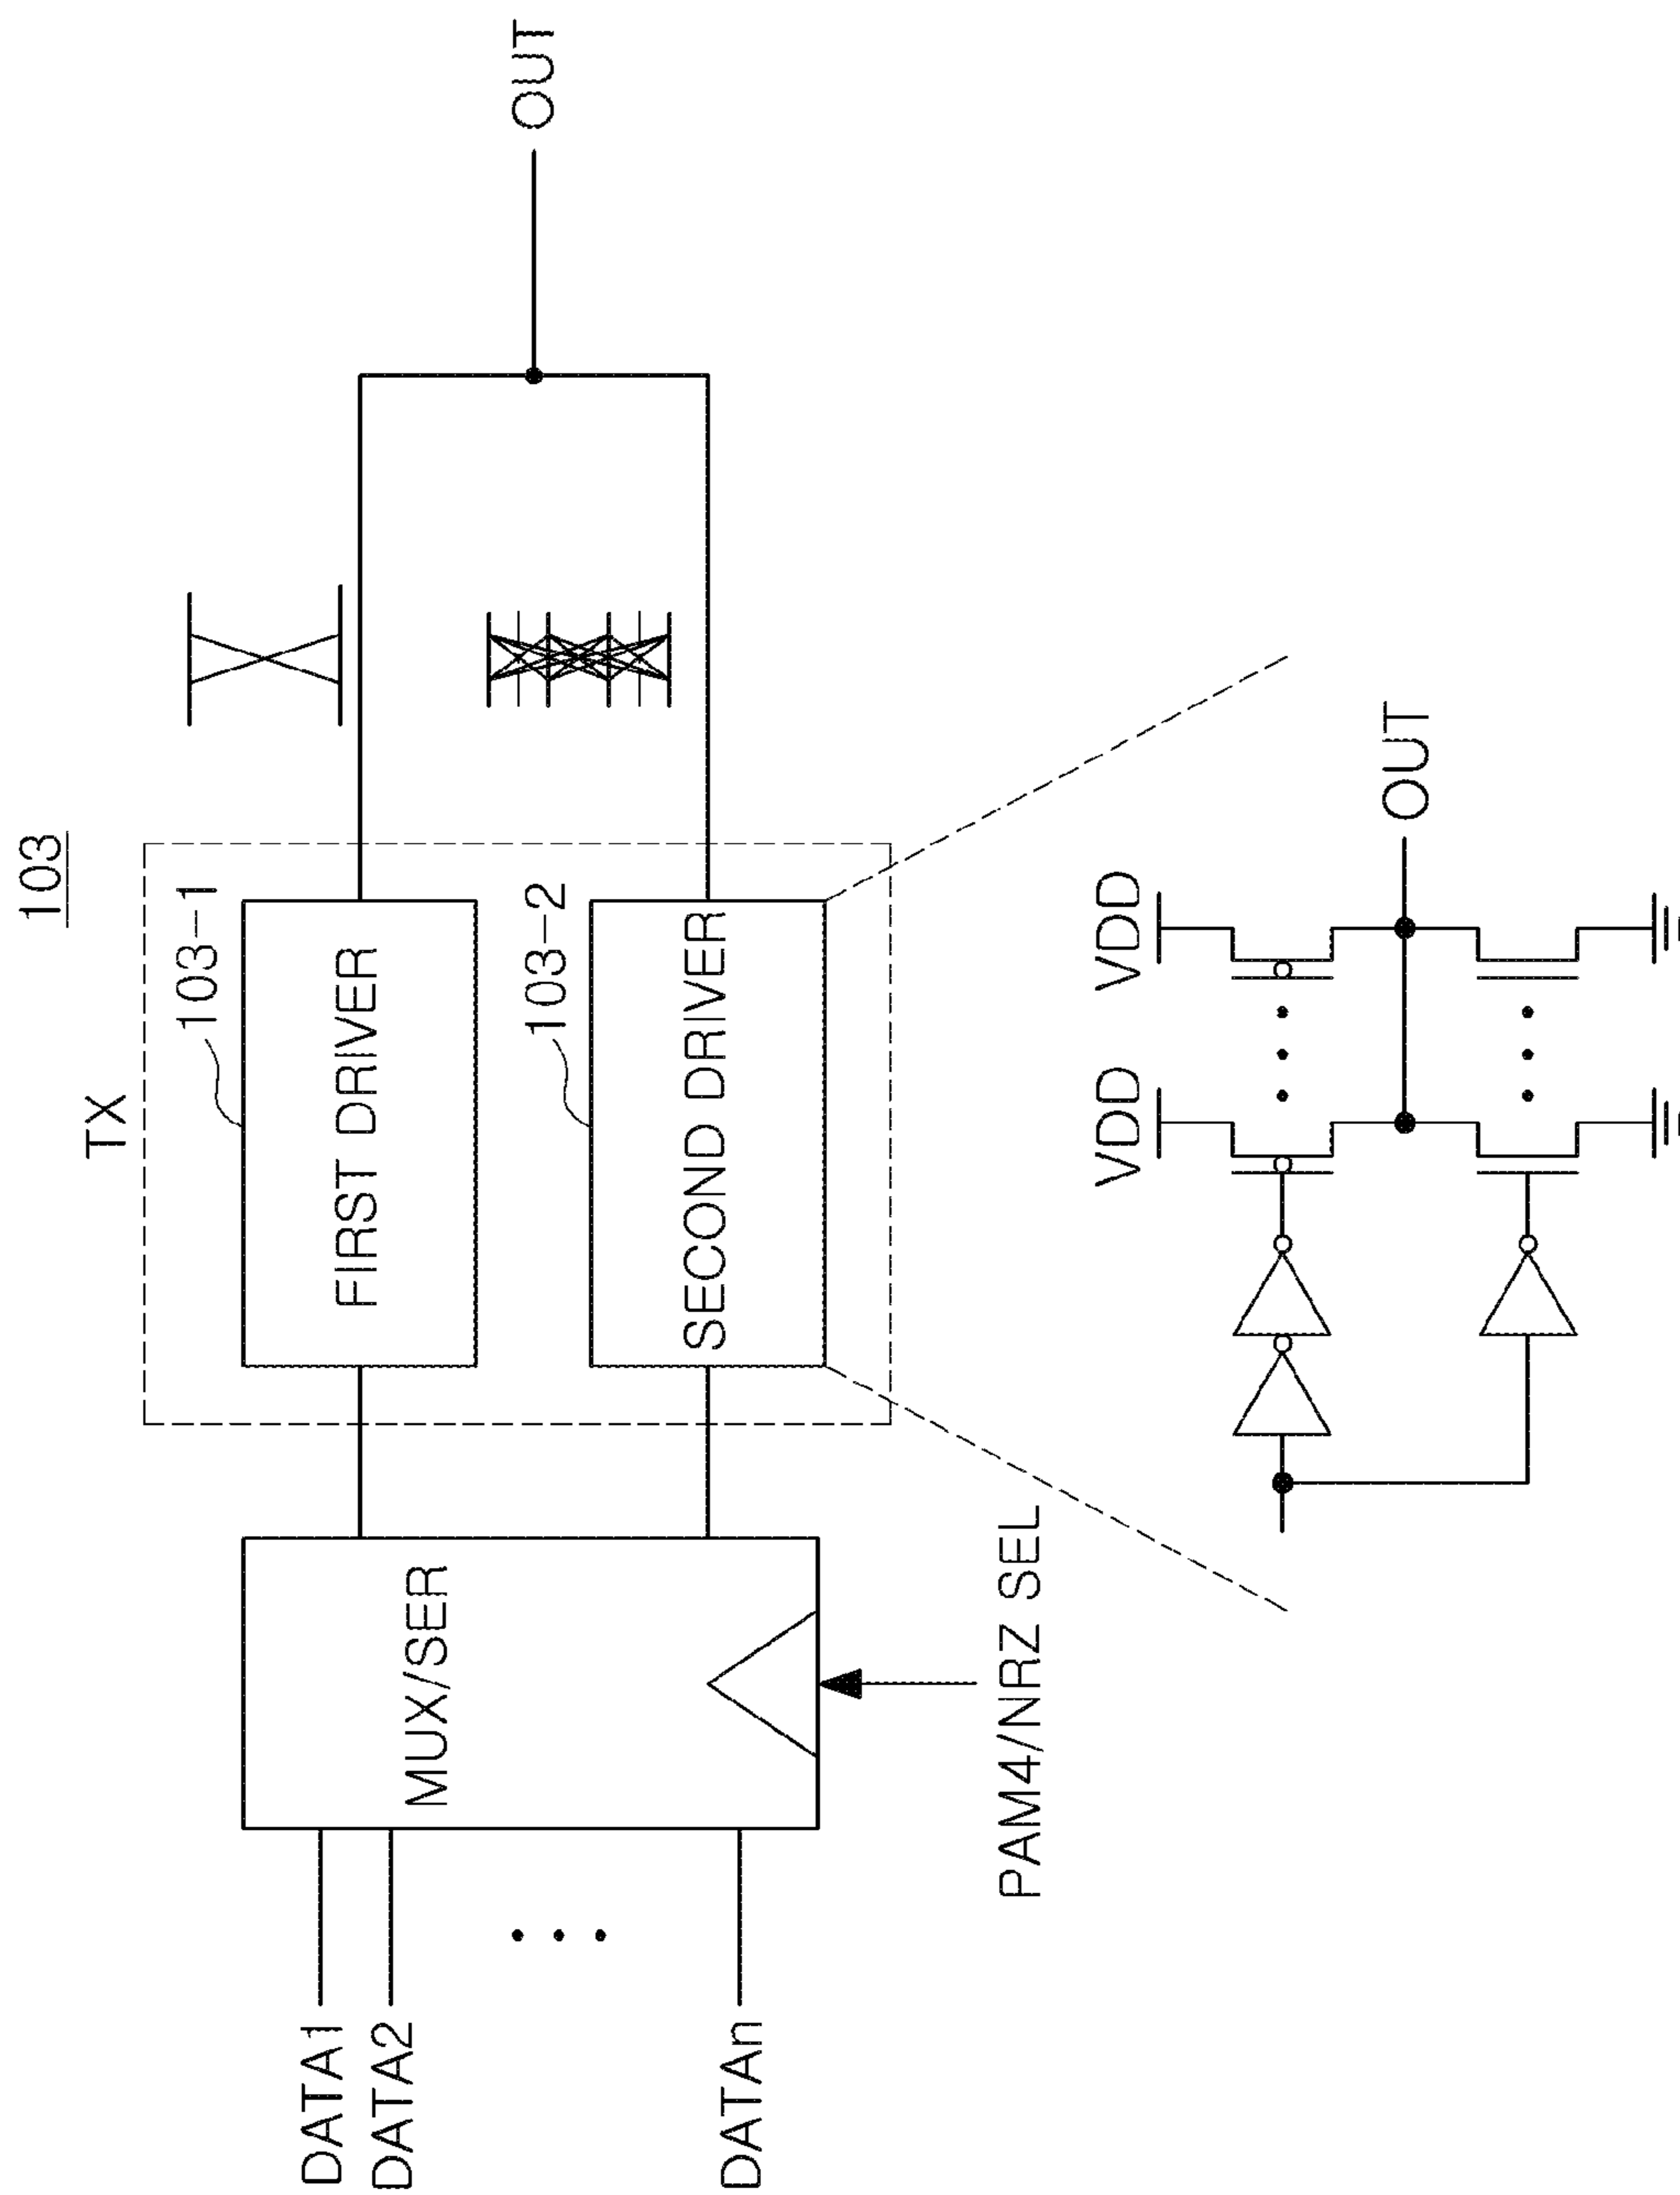 103
TX
103-1
FIRST DRIVER
103-2
SECOND DRIVER
MUX/SER
DATA1
DATA2
DATAn
PAM4/NRZ SEL
OUT
VDD
VDD
OUT